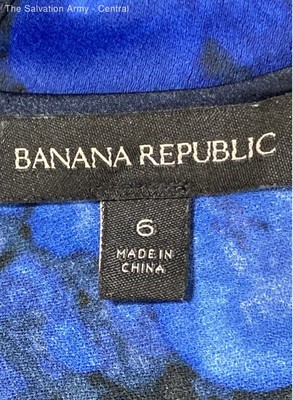 The Salvation Army - Central
BANANA REPUBLIC
6
MADE IN
CHINA